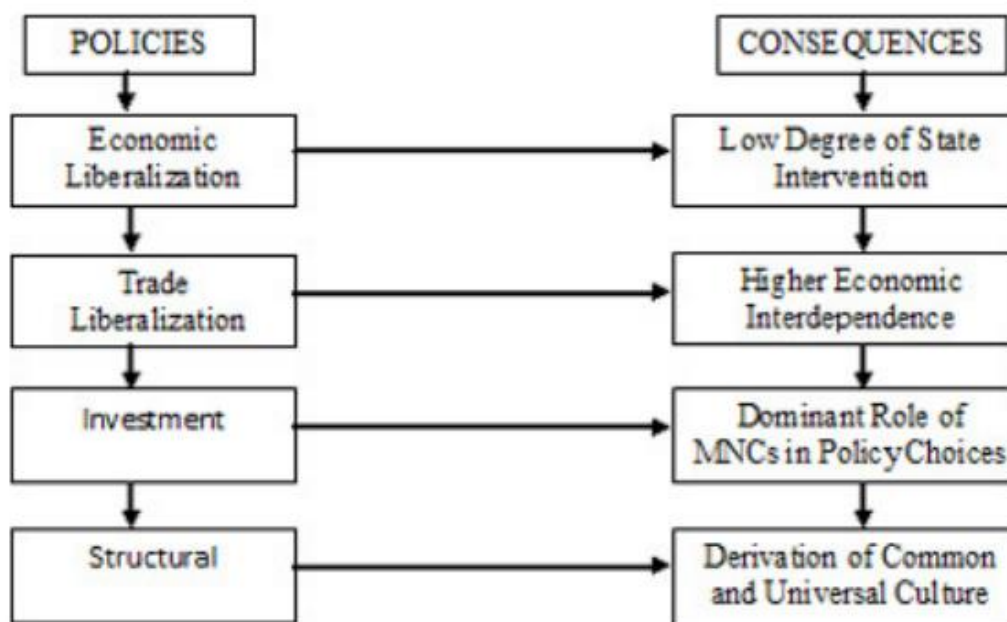 POLICIES
CONSEQUENCES
Economic
Liberalization
Low Degree of State
Intervention
Trade
Liberalization
Higher Economic
Interdependence
Investment
Dominant Role of
MNCs in Policy Choices
Structural
Derivation of Common
and Universal Culture